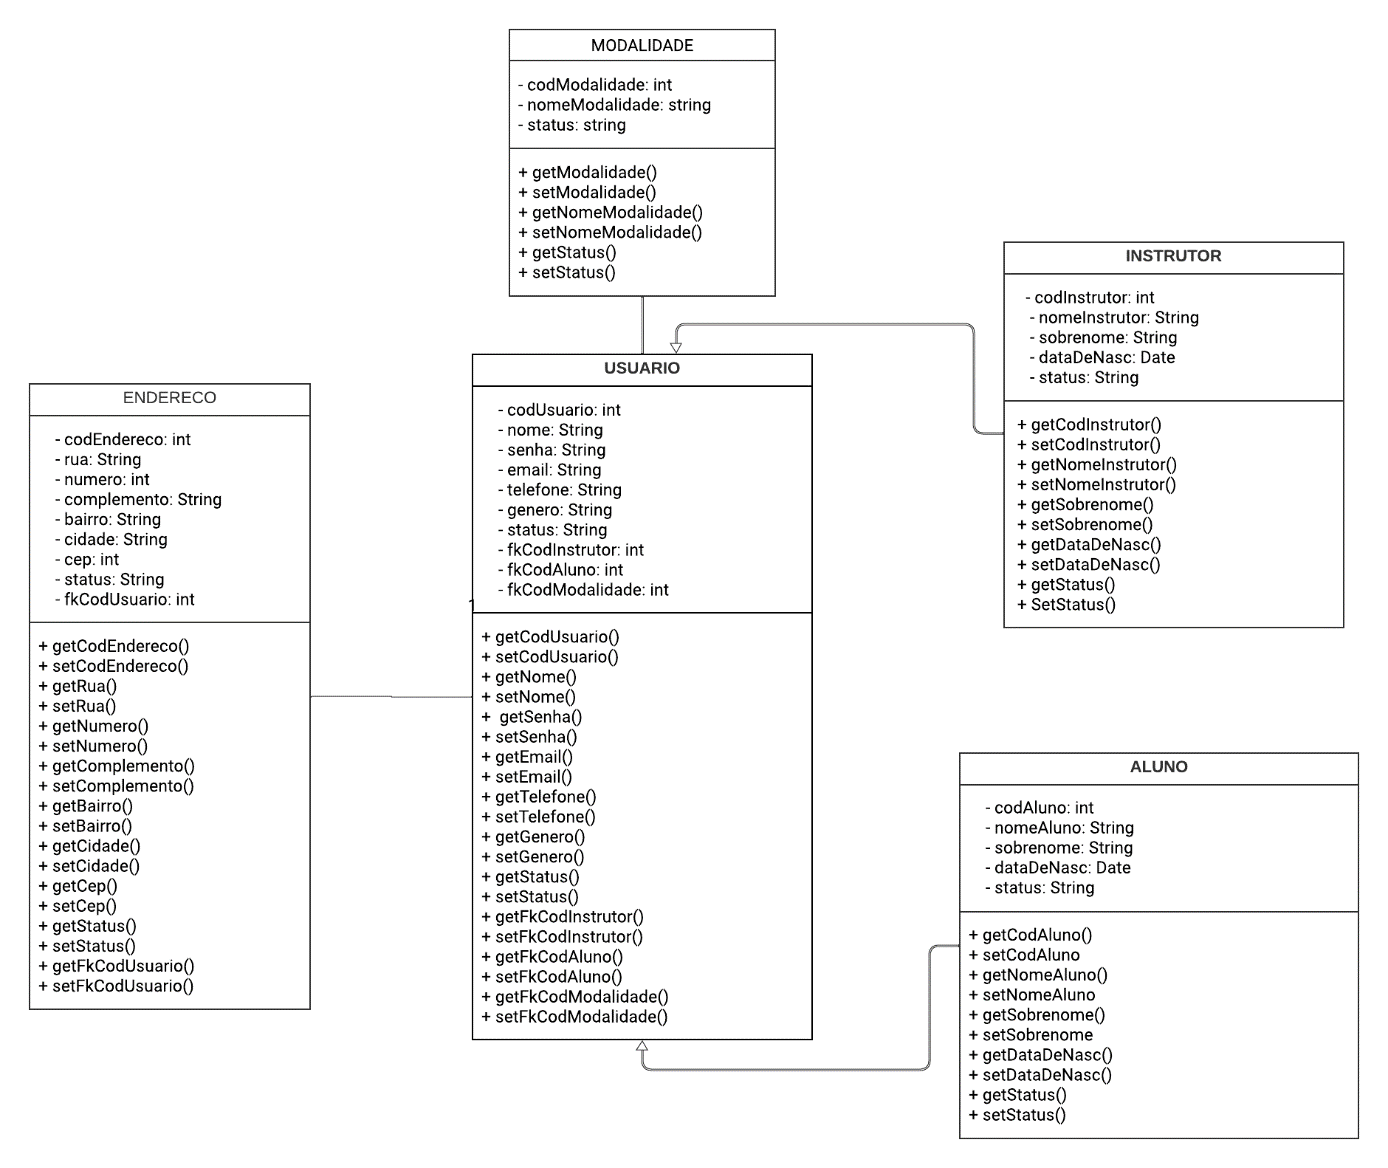 MODALIDADE
- codModalidade: int
- nomeModalidade: string
- status: string
+ getModalidade()
+ setModalidade()
+ getNomeModalidade()
+ setNomeModalidade()
+ getStatus()
+ setStatus()
INSTRUTOR
- codInstrutor: int
- nomeInstrutor: String
- sobrenome: String
- dataDeNasc: Date
- status: String
+ getCodInstrutor()
+ setCodInstrutor()
+ getNomeInstrutor()
+ setNomeInstrutor()
+ getSobrenome()
+ setSobrenome()
+ getDataDeNasc()
+ setDataDeNasc()
+ getStatus()
+ SetStatus()
USUARIO
- codUsuario: int
- nome: String
- senha: String
- email: String
- telefone: String
- genero: String
- status: String
- fkCodInstrutor: int
- fkCodAluno: int
- fkCodModalidade: int
+ getCodUsuario()
+ setCodUsuario()
+ getNome()
+ setNome()
+  getSenha()
+ setSenha()
+ getEmail()
+ setEmail()
+ getTelefone()
+ setTelefone()
+ getGenero()
+ setGenero()
+ getStatus()
+ setStatus()
+ getFkCodInstrutor()
+ setFkCodInstrutor()
+ getFkCodAluno()
+ setFkCodAluno()
+ getFkCodModalidade()
+ setFkCodModalidade()
ENDERECO
- codEndereco: int
- rua: String
- numero: int
- complemento: String
- bairro: String
- cidade: String
- cep: int
- status: String
- fkCodUsuario: int
+ getCodEndereco()
+ setCodEndereco()
+ getRua()
+ setRua()
+ getNumero()
+ setNumero()
+ getComplemento()
+ setComplemento()
+ getBairro()
+ setBairro()
+ getCidade()
+ setCidade()
+ getCep()
+ setCep()
+ getStatus()
+ setStatus()
+ getFkCodUsuario()
+ setFkCodUsuario()
ALUNO
- codAluno: int
- nomeAluno: String
- sobrenome: String
- dataDeNasc: Date
- status: String
+ getCodAluno()
+ setCodAluno
+ getNomeAluno()
+ setNomeAluno
+ getSobrenome()
+ setSobrenome
+ getDataDeNasc()
+ setDataDeNasc()
+ getStatus()
+ setStatus()